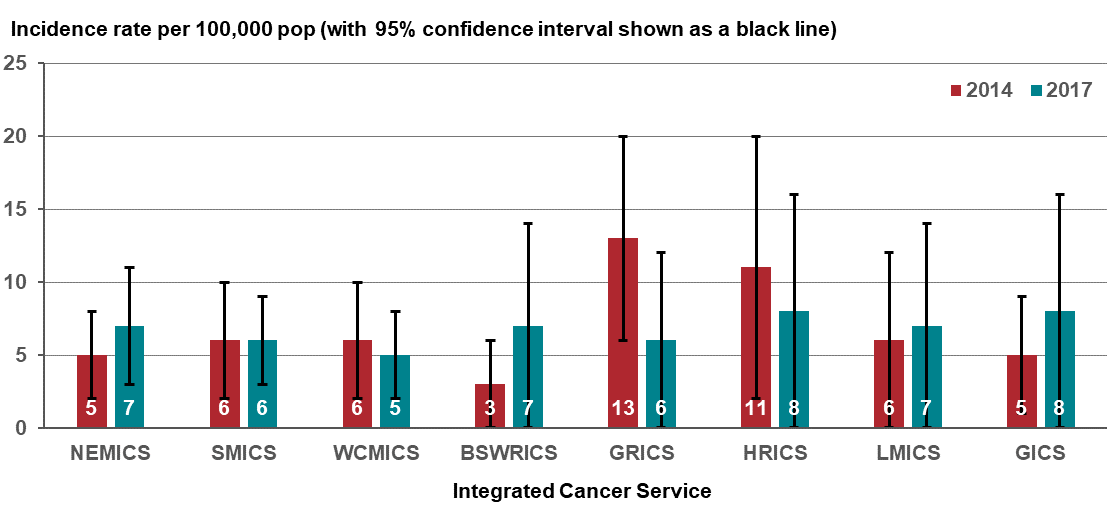 Incidence rate per 100,000 pop (with 95% confidence interval shown as a black line)
25
2014 2017
20
15
10
5
0
5 7 6 6 6 5 3 7 13 6 11 8 6 7 5 8
NEMICS SMICS WCMICS BSWRICS GRICS HRICS LMICS GICS
Integrated Cancer Service